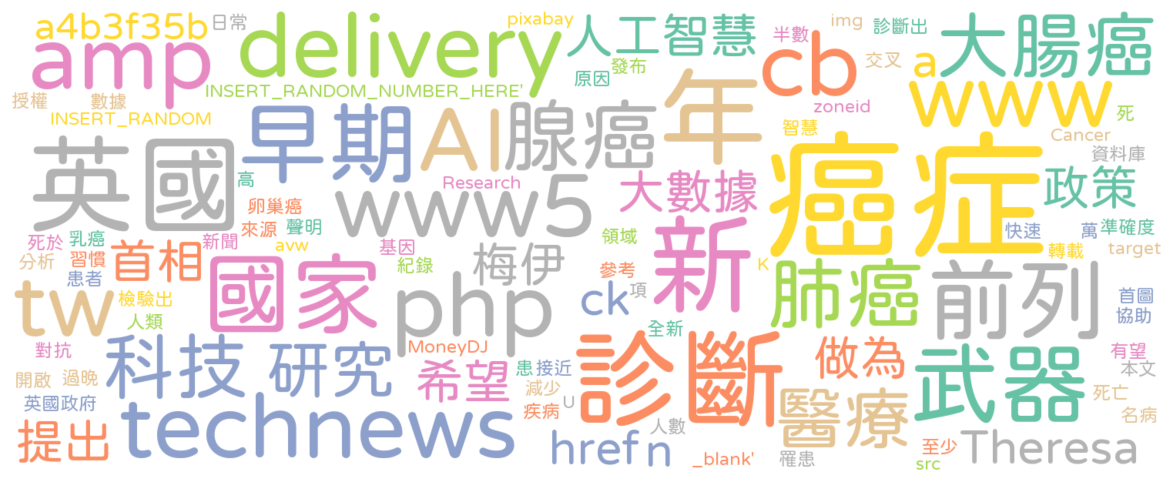 a4b3f35b 日常 delivery pixabay 人工智慧 半數 img 診斷出 大腸癌
amp 原因 發布 cb 交叉 a
授權 數據 INSERT_RANDOM_NUMBER_HERE' 年 zoneid www 死
INSERT_RANDOM 早期 AI 腺癌 智慧 Cancer
英國 高 Research 大數據 癌症 資料庫 政策
卵巢癌 www5
死於 乳癌 來源 聲明 新聞 avw 基因 領域 新 快速 萬 準確度
分析 習慣 首相 紀錄 梅伊 K 轉載 target
患者 國家 php 參考 肺癌 前列
tw 檢驗出 ck 項 首圖
人類 全新 協助
對抗 科技 研究 MoneyDJ 患 接近 診斷 做為 武器 有望
開啟 過晚 希望 減少 本文
英國政府 technews 疾病 U 醫療 死亡
提出 人數 名病
href n _blank' 罹患 至少 Theresa
src